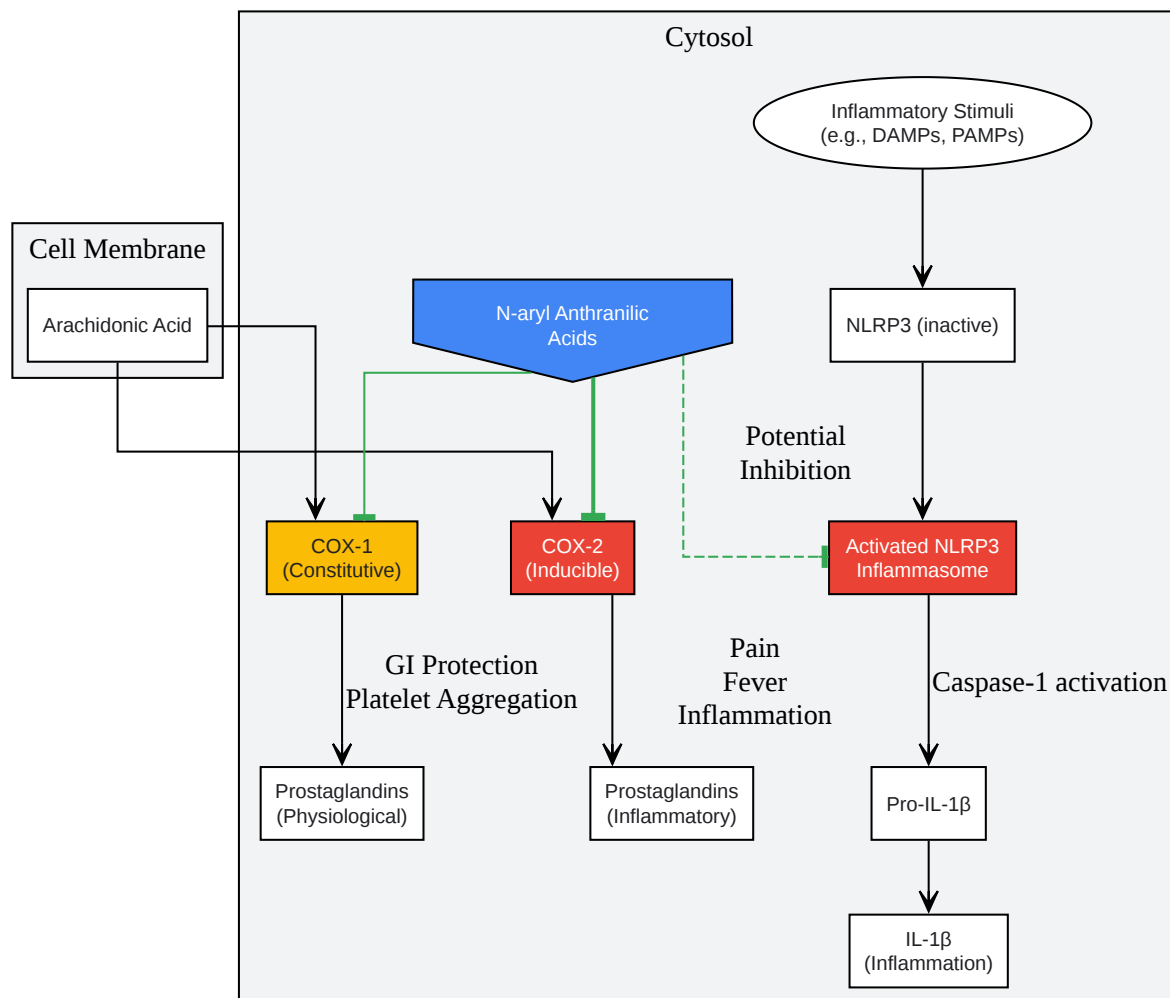 Cytosol
Inflammatory Stimuli
(e.g., DAMPs, PAMPs)
Cell Membrane
Arachidonic Acid
N-aryl Anthranilic
Acids
NLRP3 (inactive)
Potential
Inhibition
COX-1
(Constitutive)
COX-2
(Inducible)
Activated NLRP3
Inflammasome
GI Protection
Platelet Aggregation
Pain
Fever
Inflammation
Caspase-1 activation
Prostaglandins
(Physiological)
Prostaglandins
(Inflammatory)
Pro-IL-1β
IL-1β
(Inflammation)